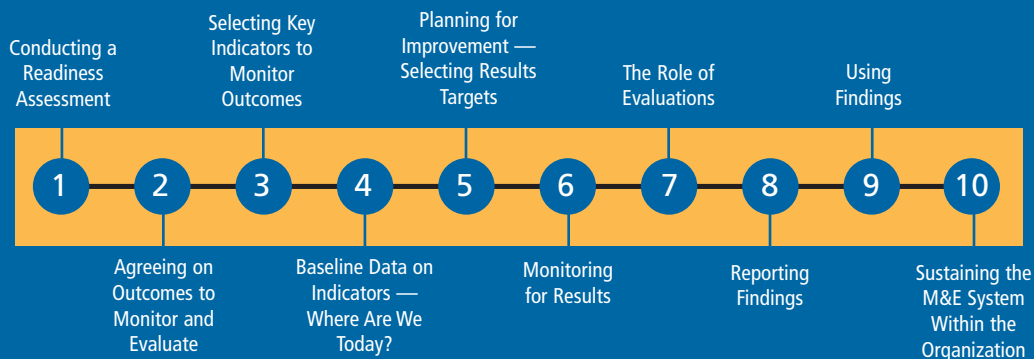 Conducting a
Readiness
Assessment
Selecting Key
Indicators to
Monitor
Outcomes
Planning for
Improvement —
Selecting Results
Targets
The Role of
Evaluations
Using
Findings
1
2
3
4
5
6
7
8
9
10
Agreeing on
Outcomes to
Monitor and
Evaluate
Baseline Data on
Indicators —
Where Are We
Today?
Monitoring
for Results
Reporting
Findings
Sustaining the
M&E System
Within the
Organization